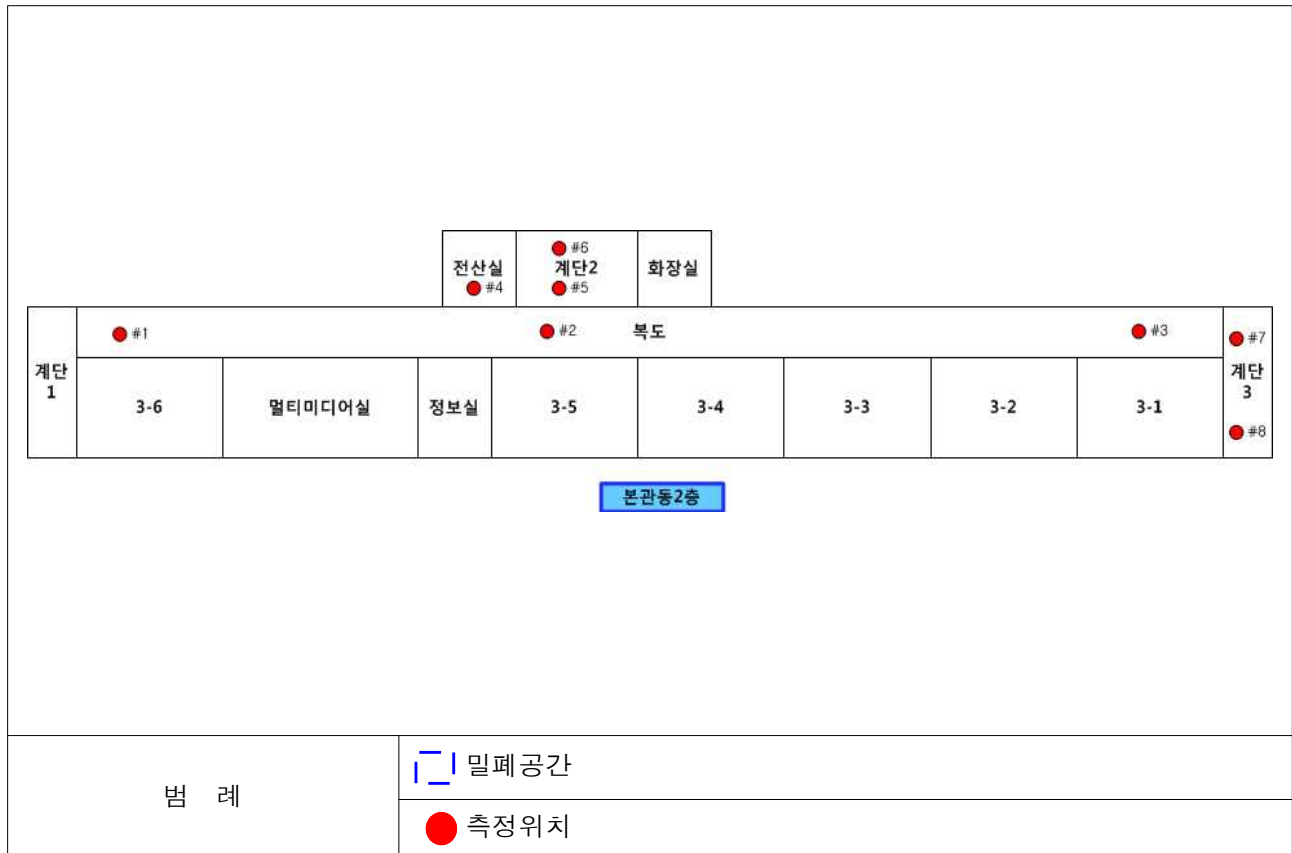 #6
전산실 계단2 화장실
#4 #5
#1 #2 복도 #3 #7
계단
1
3-6 멀티미디어실 정보실 3-5 3-4 3-3 3-2 3-1
계단
3
#8
본관동2층
범 례
밀폐공간
측정위치